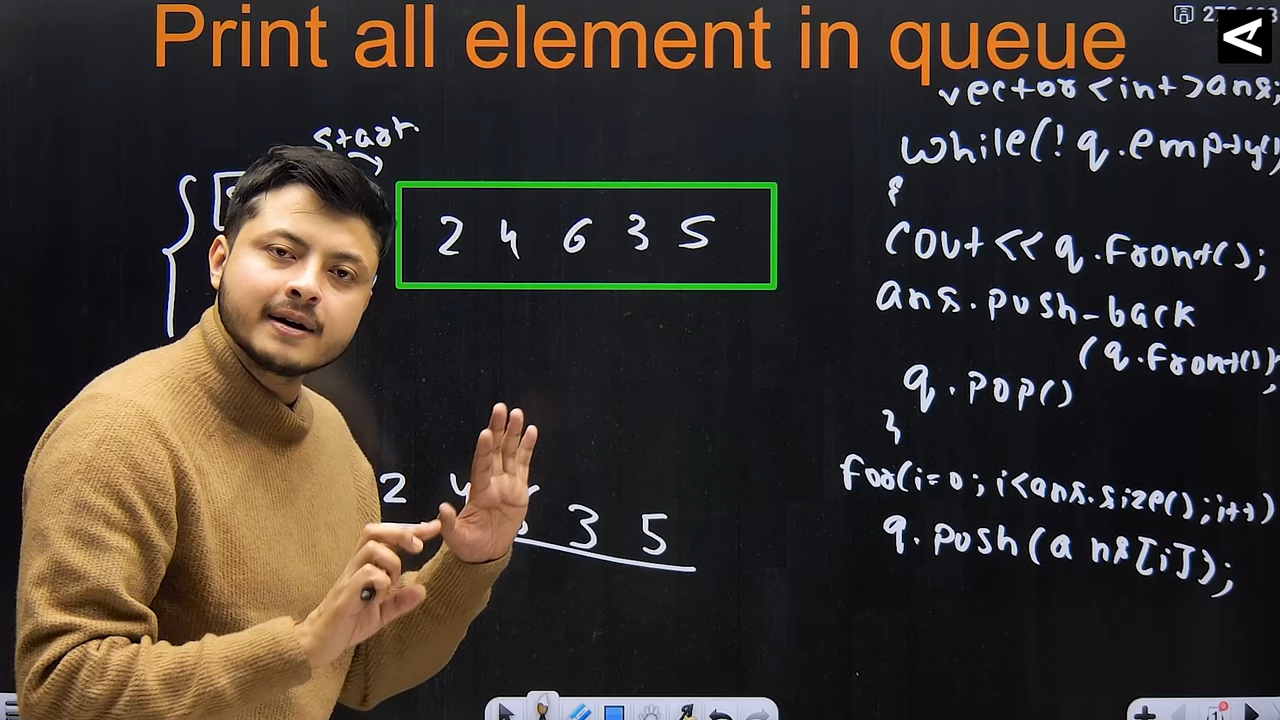 Print all element in queue
start
2 4 6 3 5
2 4 3 5
vector<int>ans;
while(!q.empty()
{
cout<<q.front();
ans.push_back
(q.front());
q.pop()
}
for(i=0;i<ans.size();i++)
q.push(ans[i]);